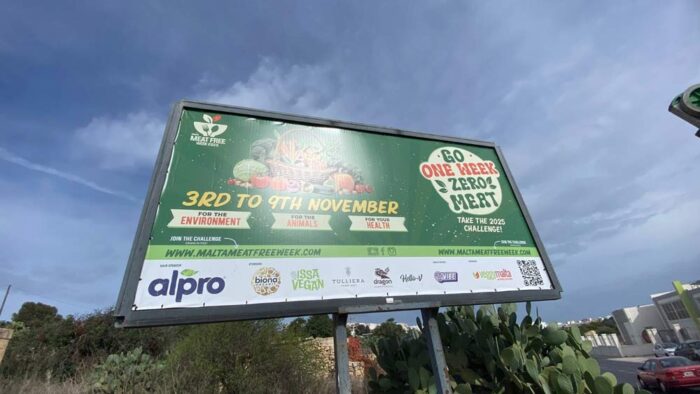 MEAT FREE
GO
ONE WEEK
ZERO
MEAT
TAKE THE 2025
CHALLENGE!
3RD TO 9TH NOVEMBER
FOR THE
ENVIRONMENT
FOR THE
ANIMALS
FOR YOUR
HEALTH
JOIN THE CHALLENGE
WWW.MALTAMEATFREEWEEK.COM
WWW.MALTAMEATFREEWEEK.COM
alpro
biona
ISSA
VEGAN
TULLIERA
dragon
Hello-V
VIBE
veggymalta